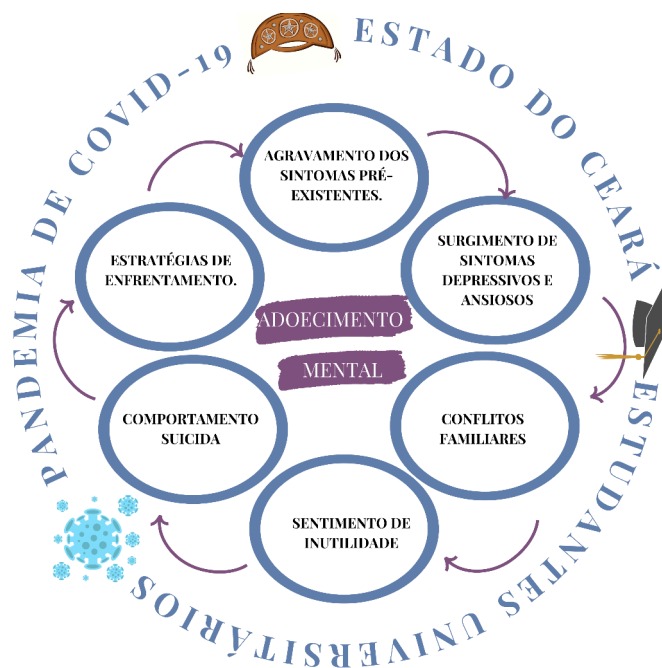 PANDEMIA DE COVID-19
ESTADO DO CEARÁ
ESTUDANTES UNIVERSITTÁRIOS
AGRAVAMENTO DOS
SINTOMAS PRÉ-
EXISTENTES.
SURGIMENTO DE
SINTOMAS
DEPRESSIVOS E
ANSIOSOS
CONFLITOS
FAMILIARES
SENTIMENTO DE
INUTILIDADE
COMPORTAMENTO
SUICIDA
ESTRATÉGIAS DE
ENFRENTAMENTO.
ADOECIMENTO
MENTAL